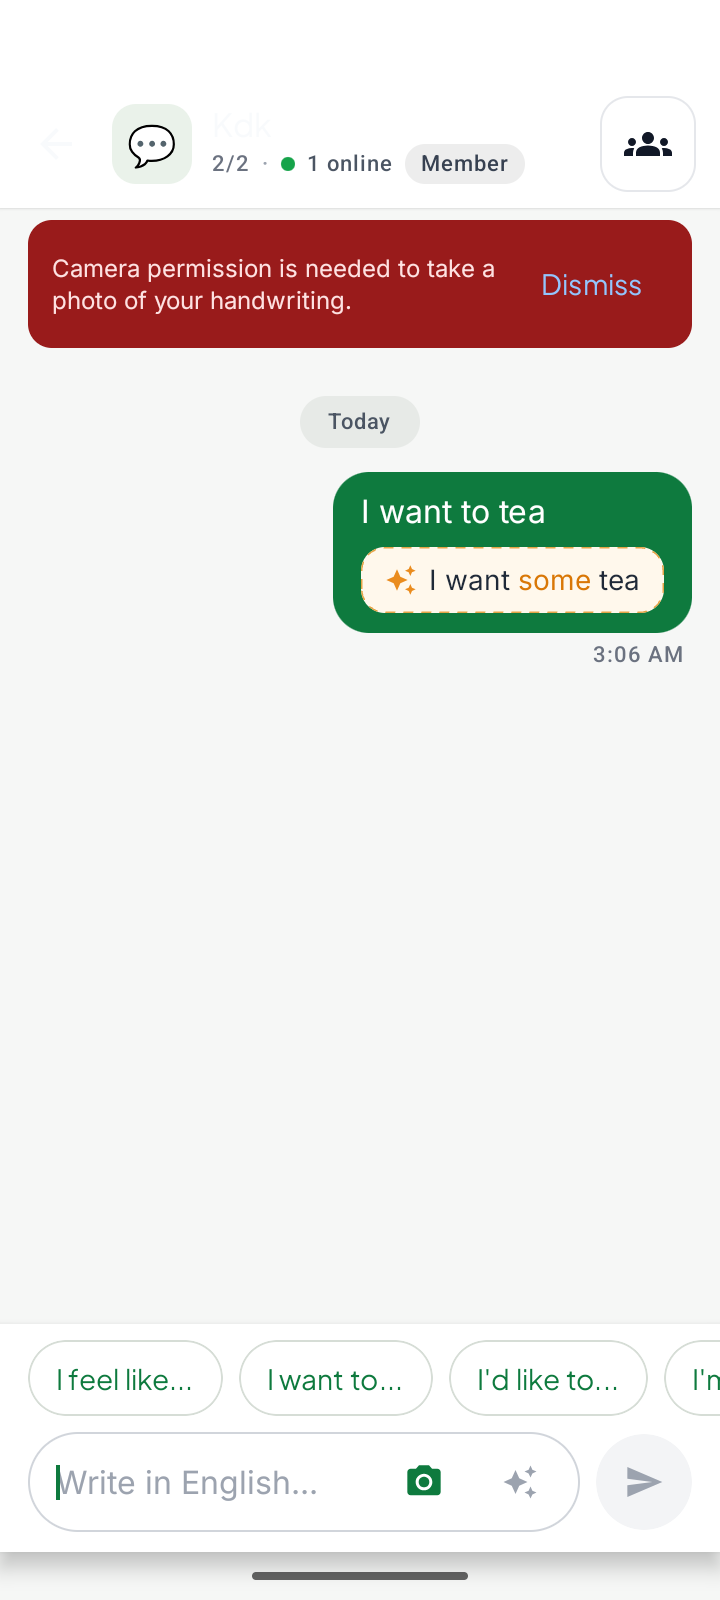 Kdk
2/2 · 1 online Member
Camera permission is needed to take a
photo of your handwriting.
Dismiss
Today
I want to tea
I want some tea
3:06 AM
I feel like... I want to... I'd like to...
Write in English...